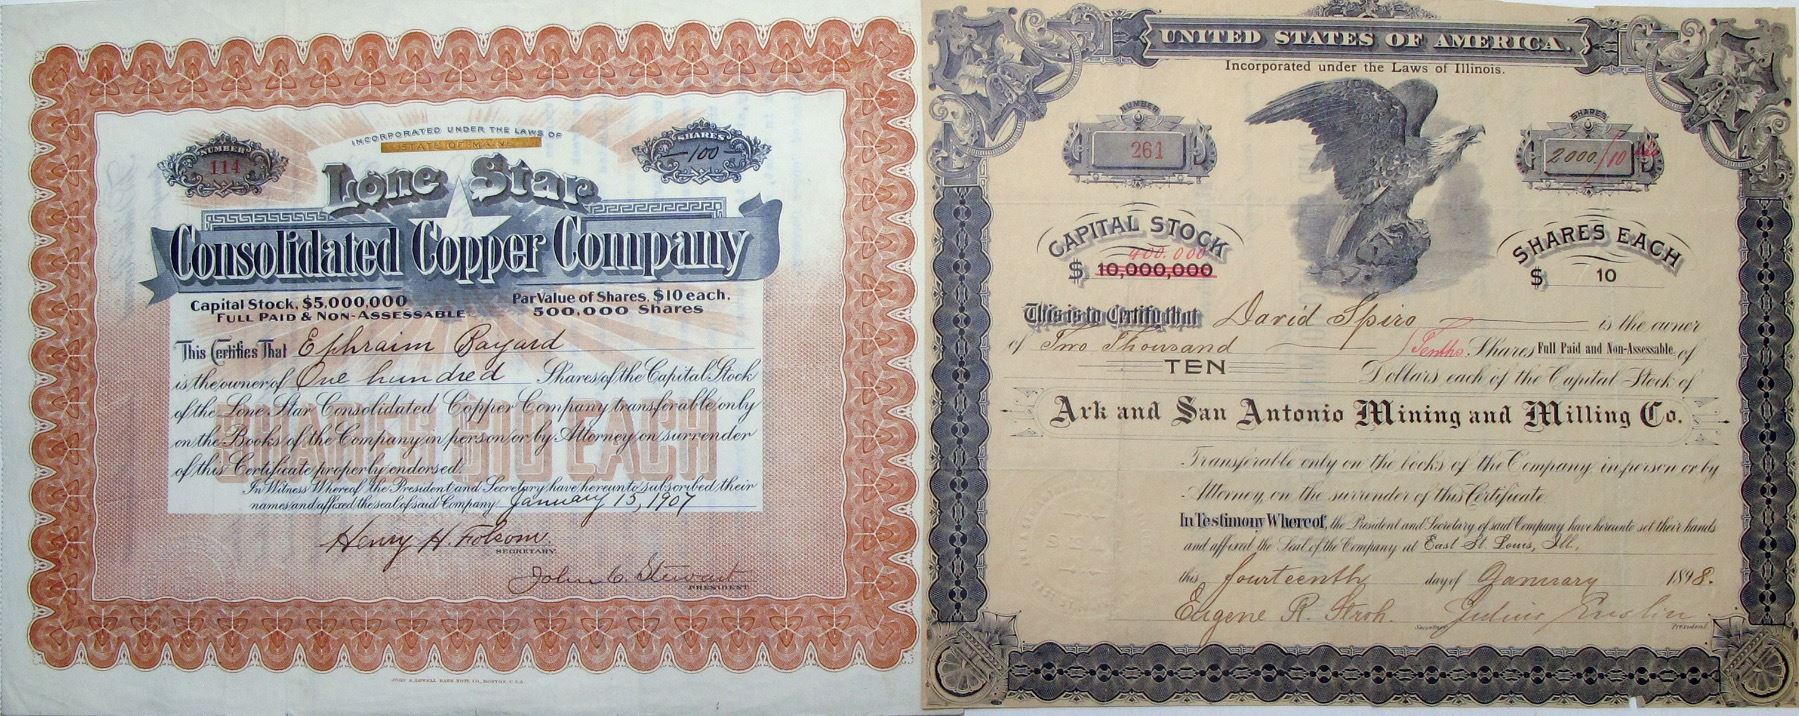 INCORPORATED UNDER THE LAWS OF
STATE OF MAINE
NUMBER
114
SHARES
100
Lone Star
Consolidated Copper Company
Capital Stock, $5,000,000
FULL PAID & NON-ASSESSABLE
Par Value of Shares, $10 each.
500,000 Shares
This Certifies That Ephraim Bayard
is the owner of One hundred Shares of the Capital Stock
of the Lone Star Consolidated Copper Company transferable only
on the Books of the Company in person or by Attorney on surrender
of this Certificate properly endorsed.
SHARES $10 EACH
In Witness Whereof, the President and Secretary have hereunto subscribed their
names and affixed the seal of said Company January 15, 1907
Henry H. Folsom.
SECRETARY.
John C. Stewart
PRESIDENT
JOHN A. LOWELL BANK NOTE CO., BOSTON, U.S.A.
UNITED STATES OF AMERICA.
Incorporated under the Laws of Illinois.
NUMBER
261
SHARES
2000/10
CAPITAL STOCK
400.000
$ 10,000,000
SHARES EACH
$ 10
This is to Certify that David Spiro is the owner
of Two Thousand /Tenths Shares Full Paid and Non-Assessable of
TEN Dollars each of the Capital Stock of
Ark and San Antonio Mining and Milling Co.
Transferable only on the books of the Company in person or by
Attorney, on the surrender of this Certificate.
In Testimony Whereof, the President and Secretary of said Company have hereunto set their hands
and affixed the Seal of the Company at East St. Louis, Ill.,
this fourteenth day of January 1898.
Eugene R.
Secretary
Julius
President